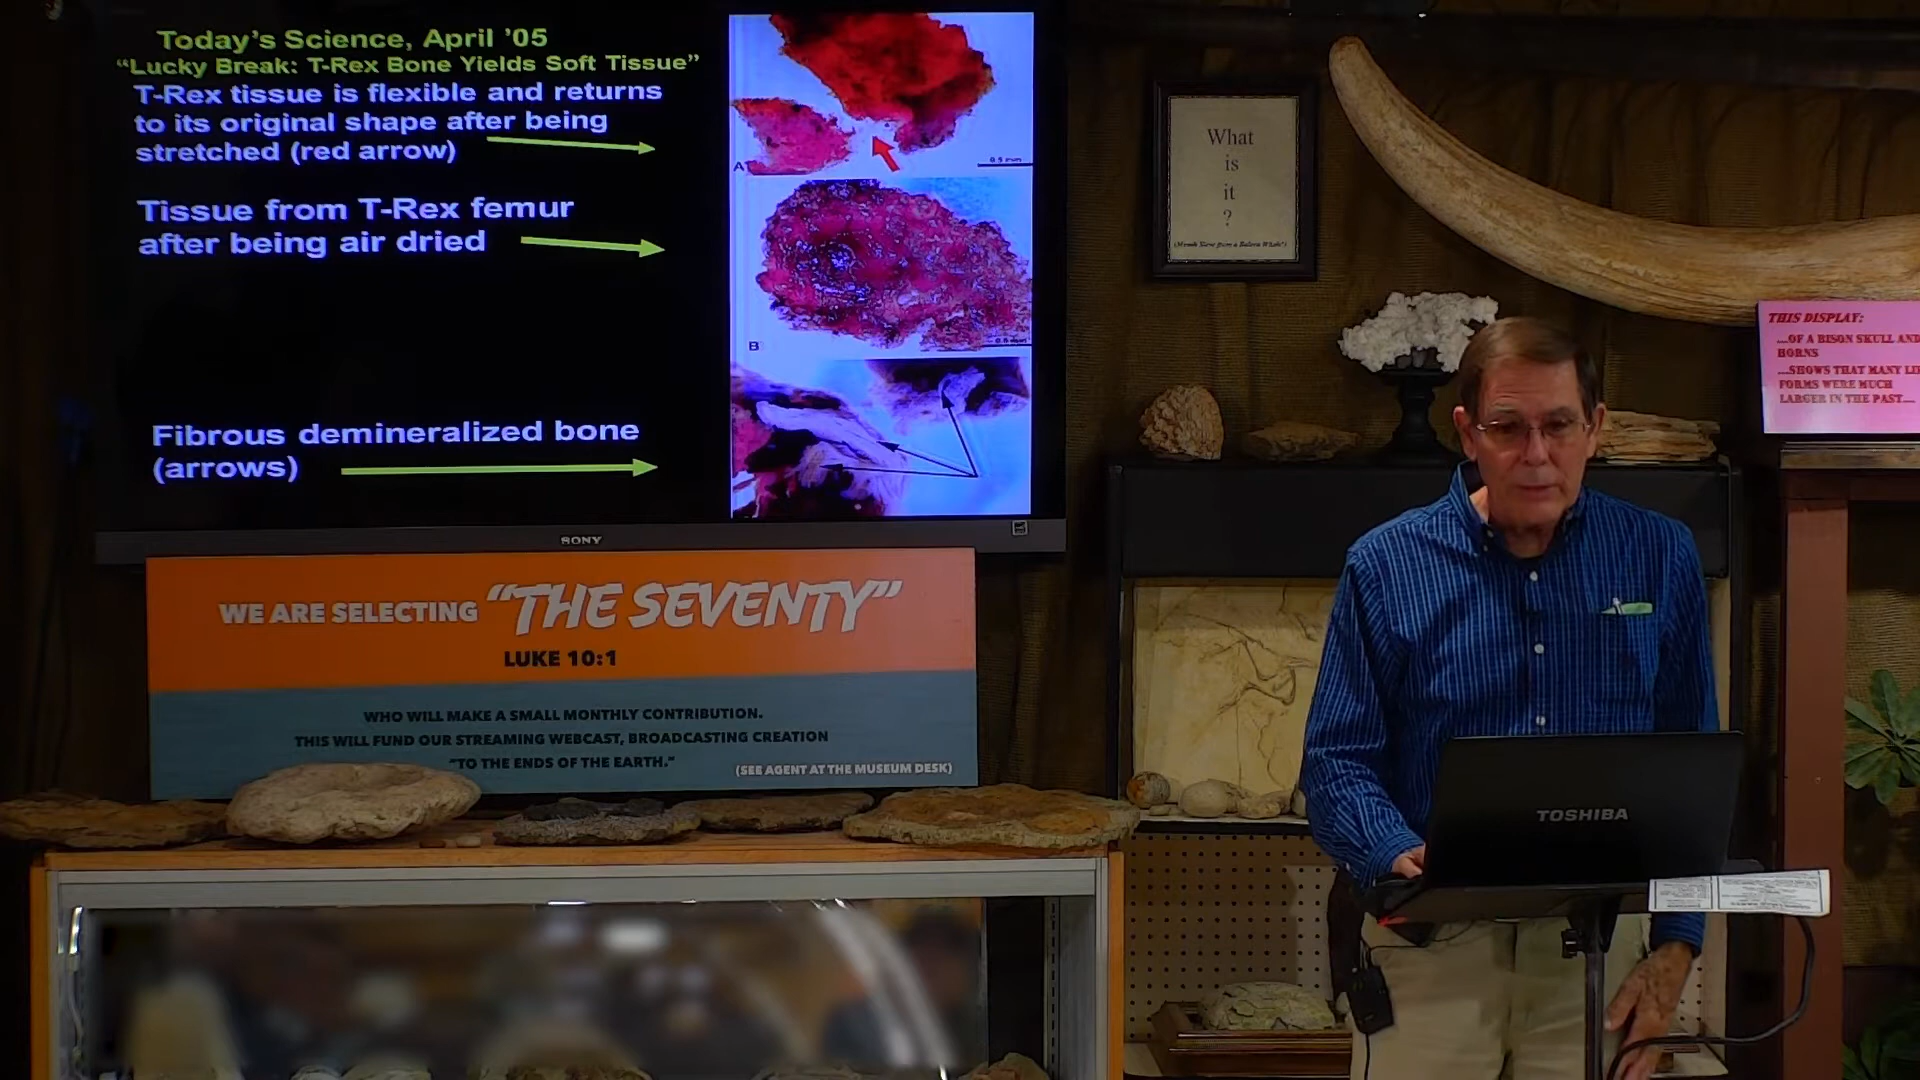 Today's Science, April '05
"Lucky Break: T-Rex Bone Yields Soft Tissue"
T-Rex tissue is flexible and returns
to its original shape after being
stretched (red arrow)
Tissue from T-Rex femur
after being air dried
Fibrous demineralized bone
(arrows)
A
0.5 mm
B
SONY
WE ARE SELECTING "THE SEVENTY"
LUKE 10:1
WHO WILL MAKE A SMALL MONTHLY CONTRIBUTION.
THIS WILL FUND OUR STREAMING WEBCAST, BROADCASTING CREATION
"TO THE ENDS OF THE EARTH."
(SEE AGENT AT THE MUSEUM DESK)
What
is
it
?
THIS DISPLAY:
....OF A BISON SKULL AND
HORNS
....SHOWS THAT MANY
FORMS WERE MUCH
LARGER IN THE PAST....
TOSHIBA